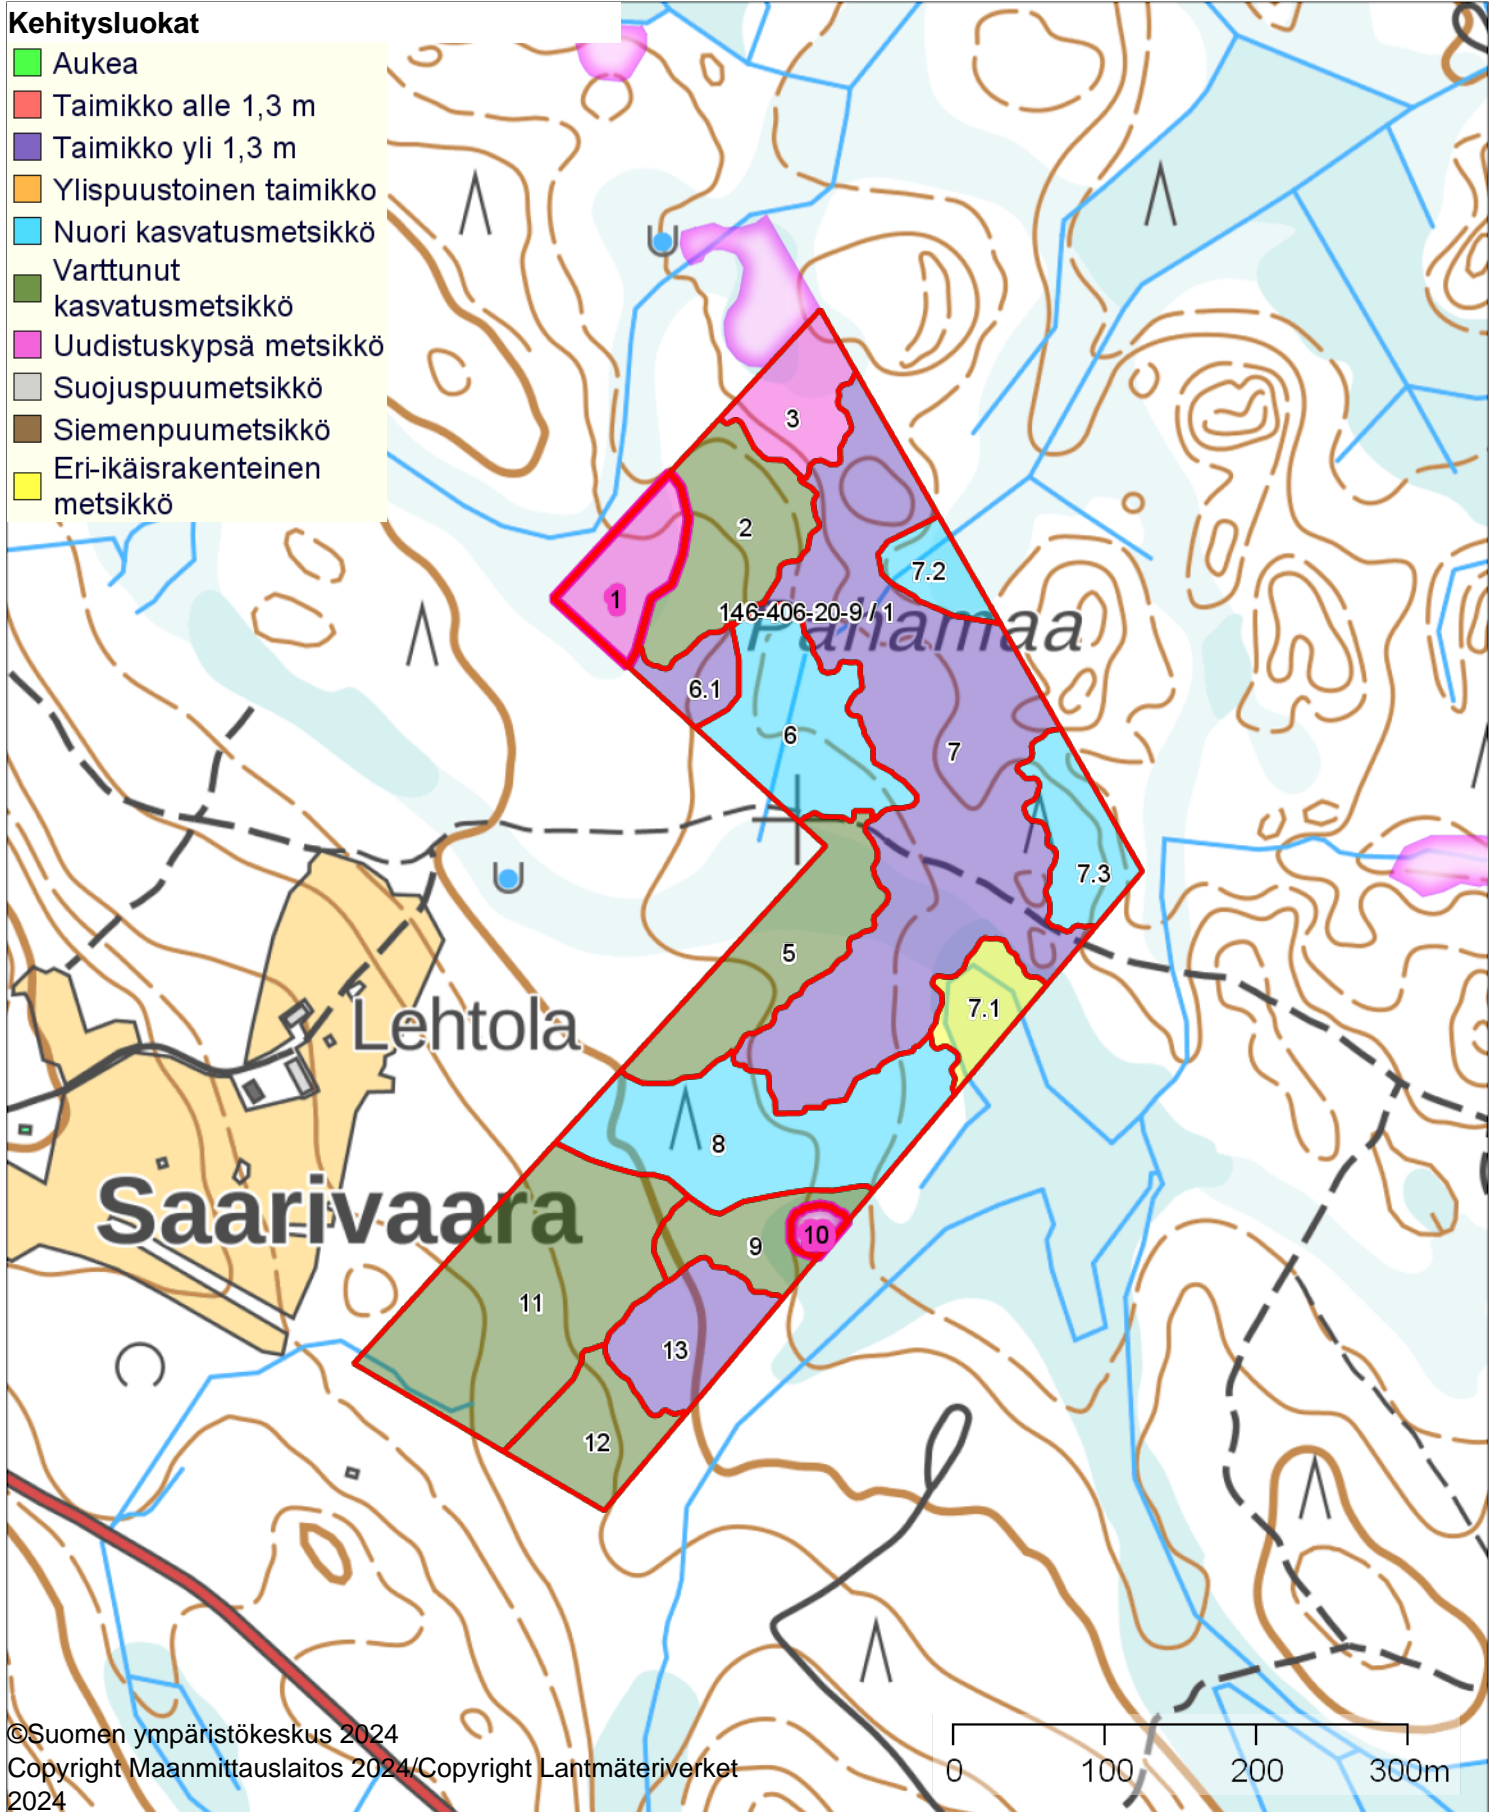 Kehitysluokat
Aukea
Taimikko alle 1,3 m
Taimikko yli 1,3 m
Ylispuustoinen taimikko
Nuori kasvatusmetsikkö
Varttunut
kasvatusmetsikkö
Uudistuskypsä metsikkö
Suojuspuumetsikkö
Siemenpuumetsikkö
Eri-ikäisrakenteinen
metsikkö
3
2
7.2
1
146-406-20-9 / 1
Pahamaa
6.1
6
7
7.3
5
7.1
Lehtola
8
Saarivaara
10
9
11
13
12
©Suomen ympäristökeskus 2024
Copyright Maanmittauslaitos 2024/Copyright Lantmäteriverket
2024
0 100 200 300m